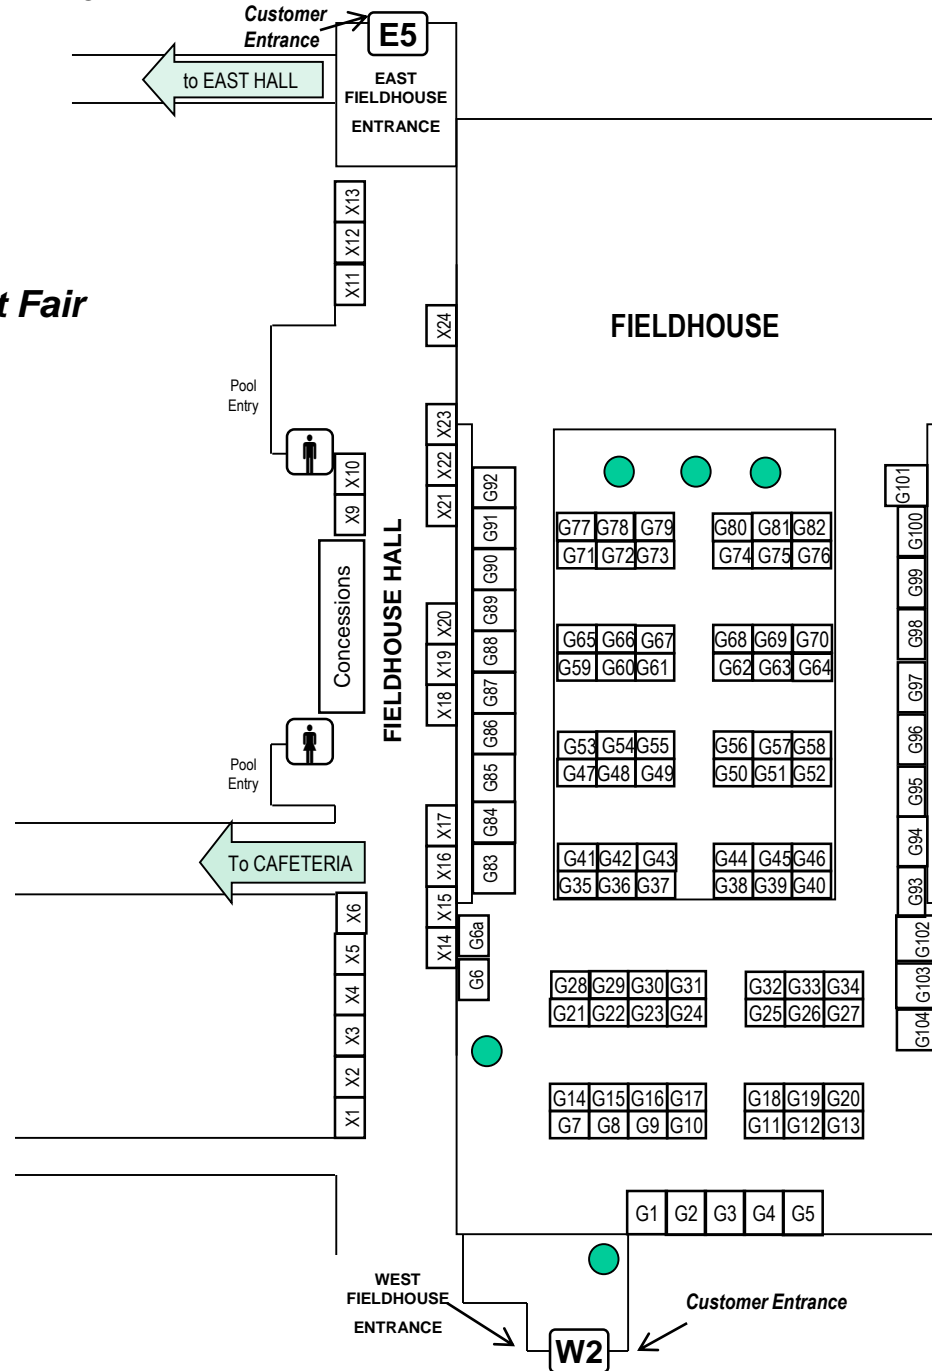 Customer
Entrance
E5
to EAST HALL
EAST
FIELDHOUSE
ENTRANCE
X13
X12
X11
t Fair
X24
FIELDHOUSE
Pool
Entry
X23
X22
X21
X10
X9
G92
G91
G90
G89
G88
G87
G86
G85
G84
G83
G101
G100
G99
G98
G97
G96
G95
G94
G93
G102
G103
G104
G77 G78 G79 G80 G81 G82
G71 G72 G73 G74 G75 G76
Concessions
FIELDHOUSE HALL
X20
X19
X18
G65 G66 G67 G68 G69 G70
G59 G60 G61 G62 G63 G64
G53 G54 G55 G56 G57 G58
G47 G48 G49 G50 G51 G52
Pool
Entry
X17
X16
X15
X14
To CAFETERIA
G41 G42 G43 G44 G45 G46
G35 G36 G37 G38 G39 G40
X6
X5
X4
X3
X2
X1
G6a
G6
G28 G29 G30 G31 G32 G33 G34
G21 G22 G23 G24 G25 G26 G27
G14 G15 G16 G17 G18 G19 G20
G7 G8 G9 G10 G11 G12 G13
G1 G2 G3 G4 G5
WEST
FIELDHOUSE
ENTRANCE
W2
Customer Entrance